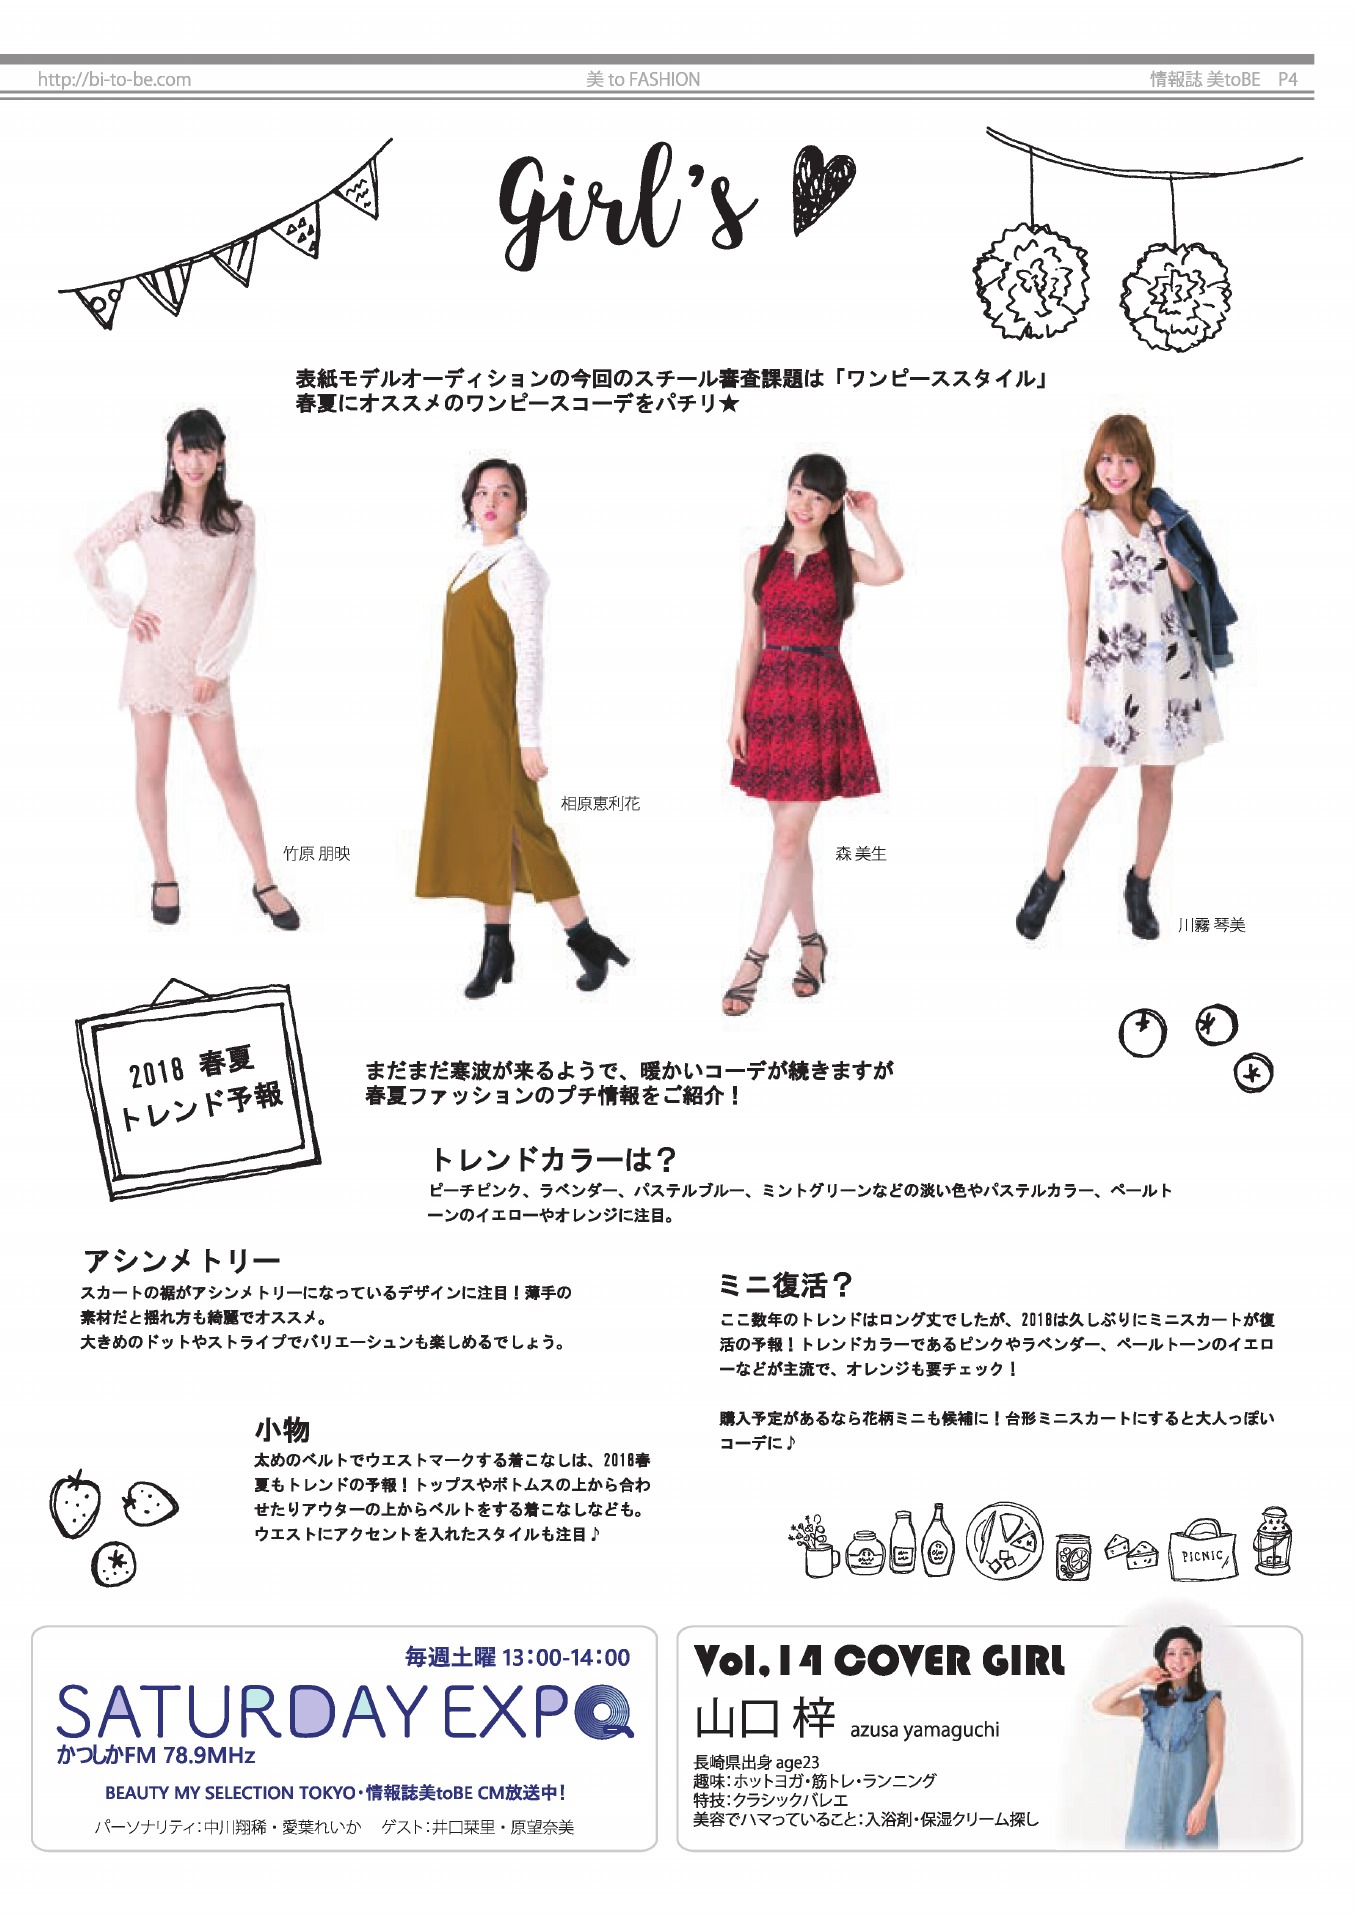 http://bi-to-be.com
美 to FASHION
情報誌 美toBE P4
Girl's
表紙モデルオーディションの今回のスチール審査課題は「ワンピーススタイル」
春夏にオススメのワンピースコーデをパチリ★
相原恵利花
竹原 朋映
森 美生
川霧 琴美
2018 春夏
トレンド予報
まだまだ寒波が来るようで、暖かいコーデが続きますが
春夏ファッションのプチ情報をご紹介！
トレンドカラーは？
ピーチピンク、ラベンダー、パステルブルー、ミントグリーンなどの淡い色やパステルカラー、ペールト
ーンのイエローやオレンジに注目。
アシンメトリー
スカートの裾がアシンメトリーになっているデザインに注目！薄手の
素材だと揺れ方も綺麗でオススメ。
大きめのドットやストライプでバリエーシュンも楽しめるでしょう。
ミニ復活？
ここ数年のトレンドはロング丈でしたが、2018は久しぶりにミニスカートが復
活の予報！トレンドカラーであるピンクやラベンダー、ペールトーンのイエロ
ーなどが主流で、オレンジも要チェック！
購入予定があるなら花柄ミニも候補に！台形ミニスカートにすると大人っぽい
コーデに♪
小物
太めのベルトでウエストマークする着こなしは、2018春
夏もトレンドの予報！トップスやボトムスの上から合わ
せたりアウターの上からベルトをする着こなしなども。
ウエストにアクセントを入れたスタイルも注目♪
PICNIC
毎週土曜 13：00-14：00
SATURDAY EXPO
かつしかFM 78.9MHz
BEAUTY MY SELECTION TOKYO・情報誌美toBE CM放送中！
パーソナリティ：中川翔稀・愛葉れいか　ゲスト：井口栞里・原望奈美
Vol,14 COVER GIRL
山口 梓 azusa yamaguchi
長崎県出身 age23
趣味：ホットヨガ・筋トレ・ランニング
特技：クラシックバレエ
美容でハマっていること：入浴剤・保湿クリーム探し